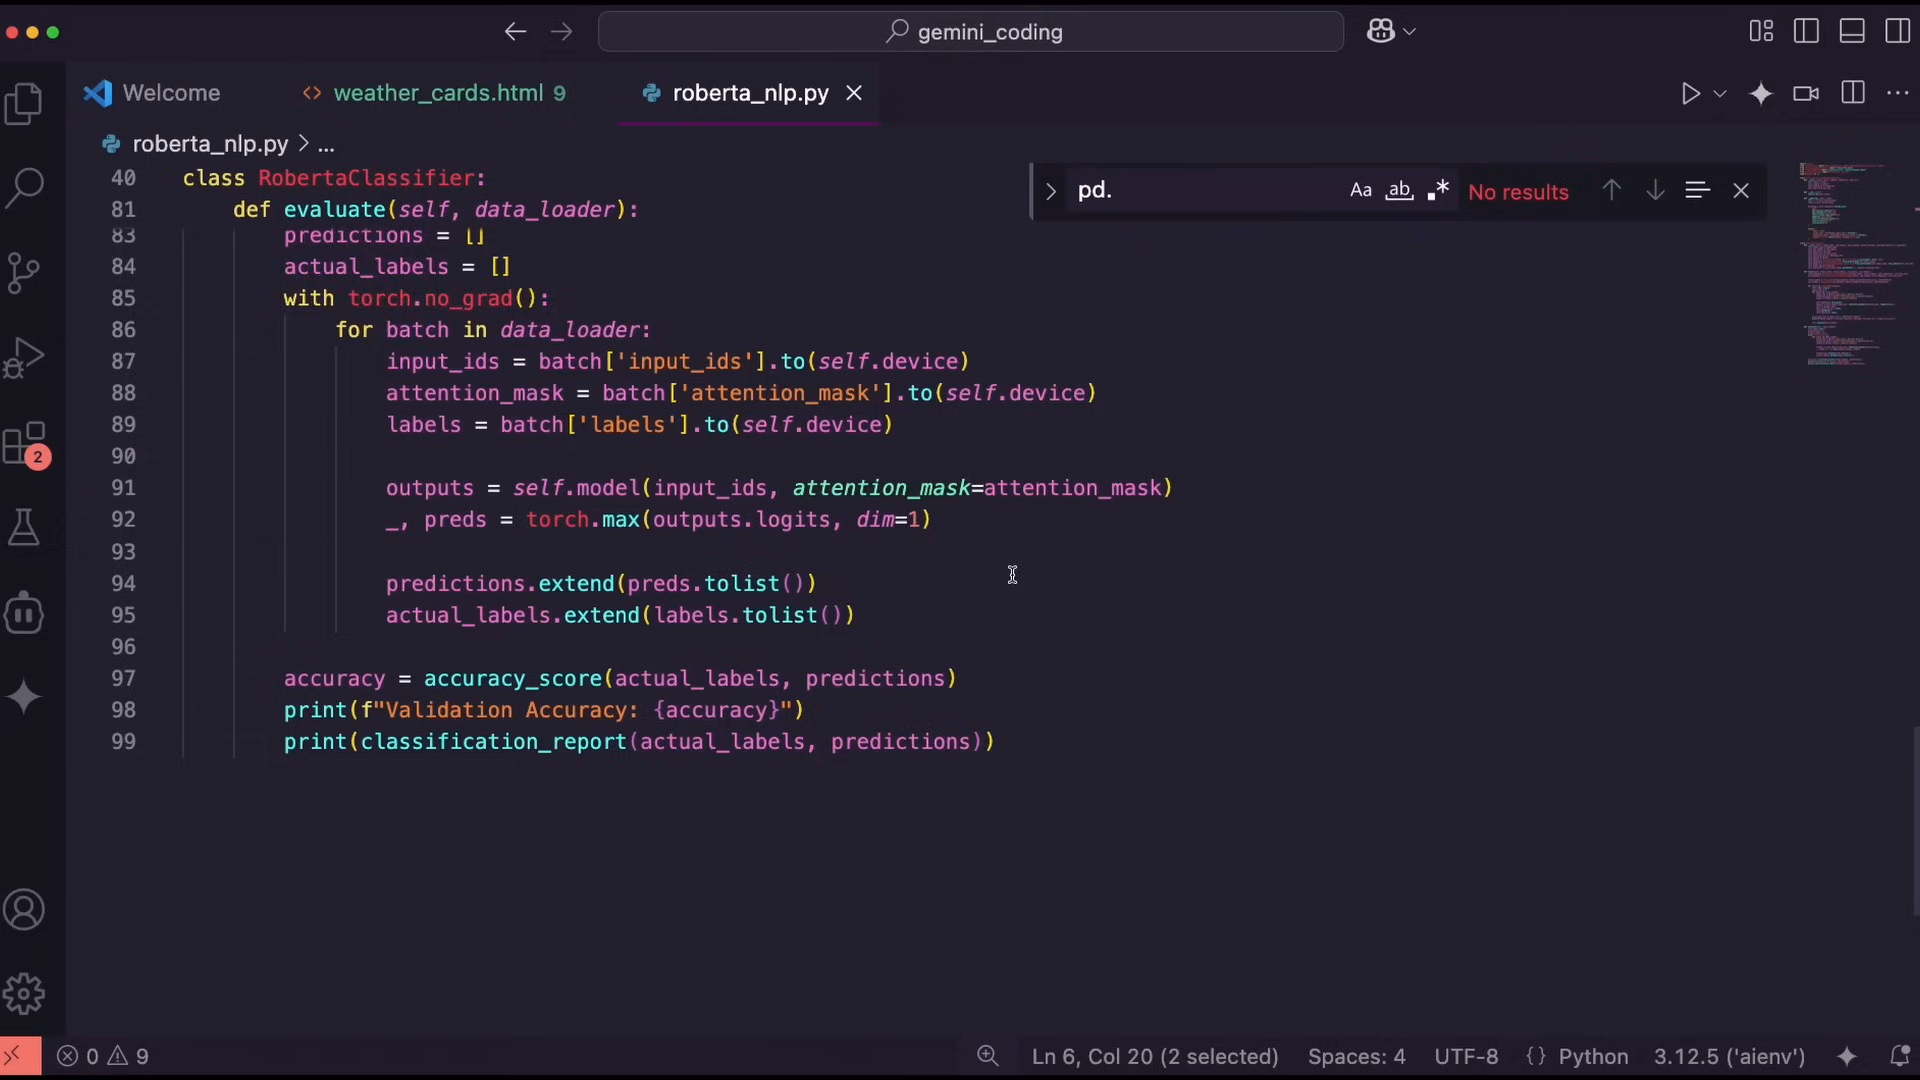 gemini_coding
Welcome
weather_cards.html 9
roberta_nlp.py
roberta_nlp.py > ...
pd.
Aa ab .* No results
40 class RobertaClassifier:
81 def evaluate(self, data_loader):
83 predictions = []
84 actual_labels = []
85 with torch.no_grad():
86 for batch in data_loader:
87 input_ids = batch['input_ids'].to(self.device)
88 attention_mask = batch['attention_mask'].to(self.device)
89 labels = batch['labels'].to(self.device)
90
91 outputs = self.model(input_ids, attention_mask=attention_mask)
92 _, preds = torch.max(outputs.logits, dim=1)
93
94 predictions.extend(preds.tolist())
95 actual_labels.extend(labels.tolist())
96
97 accuracy = accuracy_score(actual_labels, predictions)
98 print(f"Validation Accuracy: {accuracy}")
99 print(classification_report(actual_labels, predictions))
2
0 9
Ln 6, Col 20 (2 selected) Spaces: 4 UTF-8 {} Python 3.12.5 ('aienv')